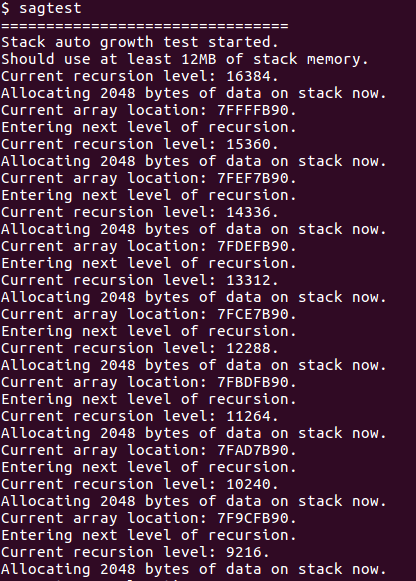 $ sagtest
================================
Stack auto growth test started.
Should use at least 12MB of stack memory.
Current recursion level: 16384.
Allocating 2048 bytes of data on stack now.
Current array location: 7FFFFB90.
Entering next level of recursion.
Current recursion level: 15360.
Allocating 2048 bytes of data on stack now.
Current array location: 7FEF7B90.
Entering next level of recursion.
Current recursion level: 14336.
Allocating 2048 bytes of data on stack now.
Current array location: 7FDEFB90.
Entering next level of recursion.
Current recursion level: 13312.
Allocating 2048 bytes of data on stack now.
Current array location: 7FCE7B90.
Entering next level of recursion.
Current recursion level: 12288.
Allocating 2048 bytes of data on stack now.
Current array location: 7FBDFB90.
Entering next level of recursion.
Current recursion level: 11264.
Allocating 2048 bytes of data on stack now.
Current array location: 7FAD7B90.
Entering next level of recursion.
Current recursion level: 10240.
Allocating 2048 bytes of data on stack now.
Current array location: 7F9CFB90.
Entering next level of recursion.
Current recursion level: 9216.
Allocating 2048 bytes of data on stack now.